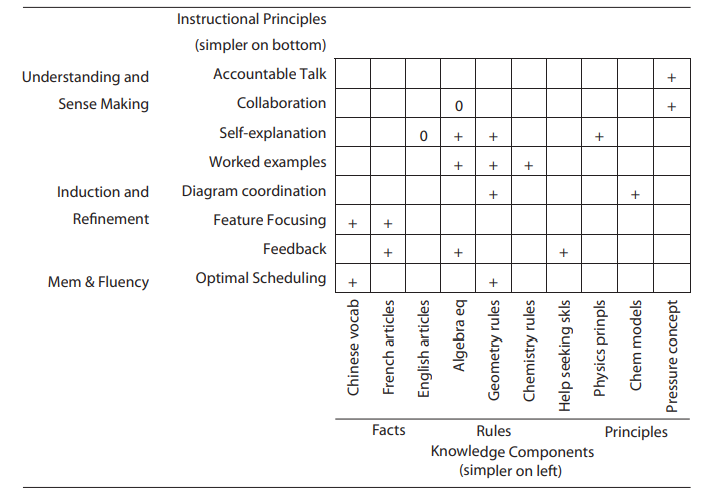 Instructional Principles
(simpler on bottom)
Understanding and
Sense Making
Accountable Talk +
Collaboration 0 +
Self-explanation 0 + + +
Worked examples + + +
Induction and
Refinement
Diagram coordination + +
Feature Focusing + +
Feedback + + +
Mem & Fluency
Optimal Scheduling + +
Chinese vocab
French articles
English articles
Algebra eq
Geometry rules
Chemistry rules
Help seeking skls
Physics prinpls
Chem models
Pressure concept
Facts Rules Principles
Knowledge Components
(simpler on left)